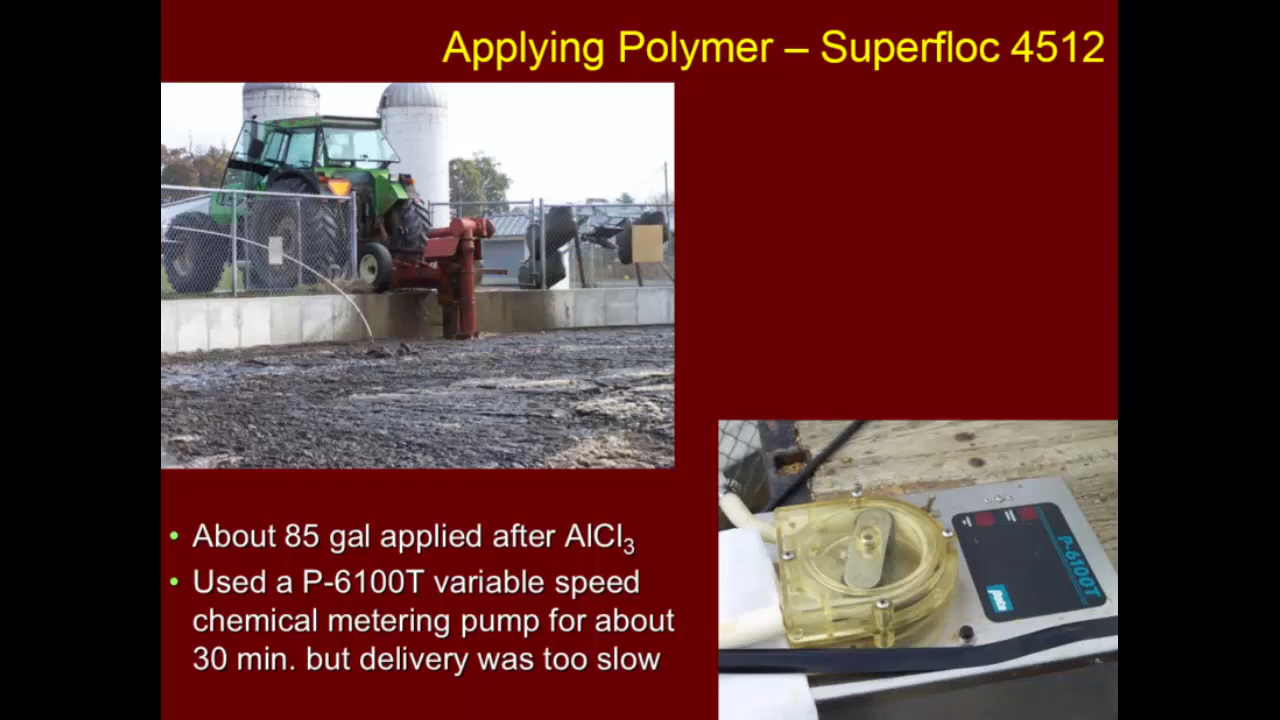 Applying Polymer – Superfloc 4512
• About 85 gal applied after AlCl₃
• Used a P-6100T variable speed
chemical metering pump for about
30 min. but delivery was too slow
P-6100T